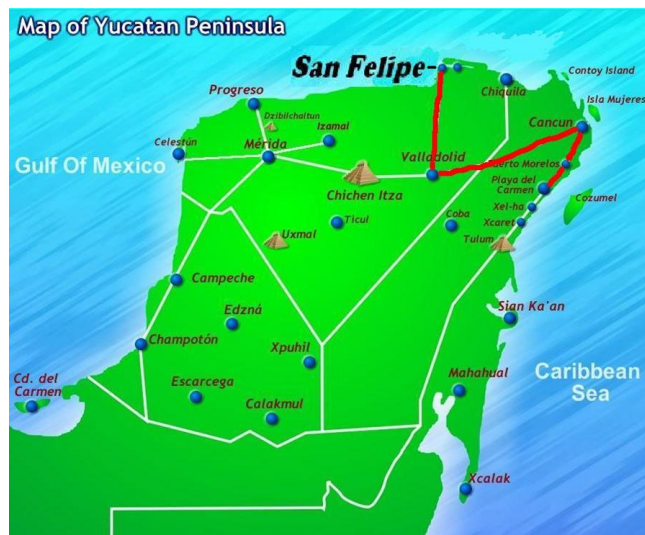 Map of Yucatan Peninsula
San Felipe-
Contoy Island
Progreso
Chiquila
Isla Mujeres
Dzibilchaltun
Izamal
Cancun
Celestún
Mérida
Valladolid
Gulf Of Mexico
Puerto Morelos
Playa del
Carmen
Chichen Itza
Xel-ha
Cozumel
Ticul
Coba
Xcaret
Uxmal
Tulum
Campeche
Sian Ka'an
Edzná
Champotón
Xpuhil
Caribbean
Sea
Mahahual
Cd. del
Carmen
Escarcega
Calakmul
Xcalak